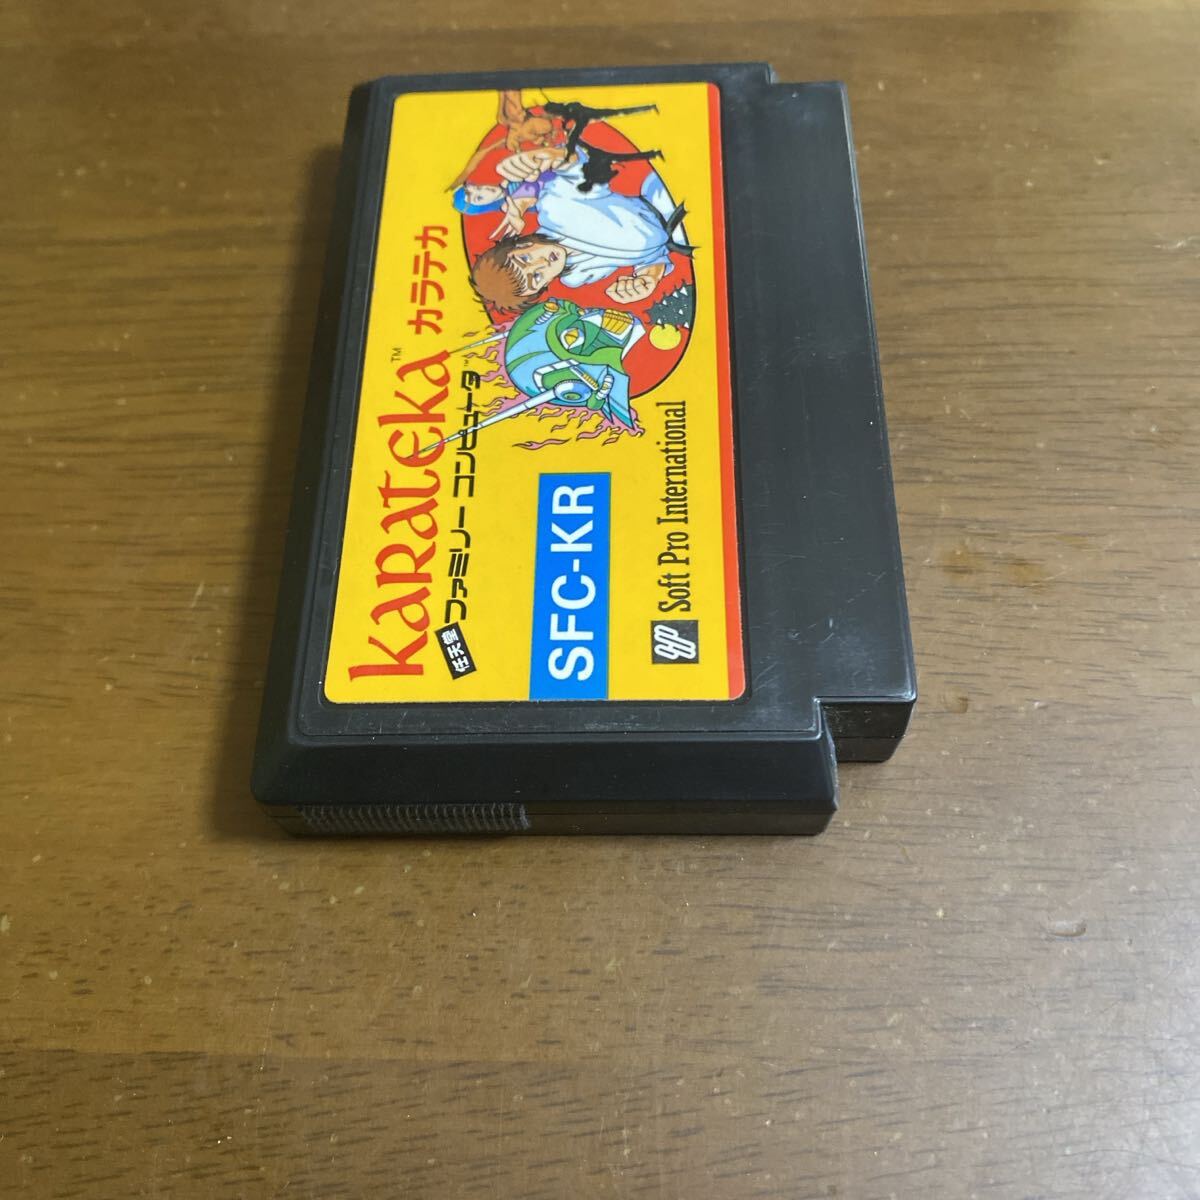 Karateka™ カラテカ
任天堂 ファミリーコンピュータ™
SFC-KR
SP Soft Pro International